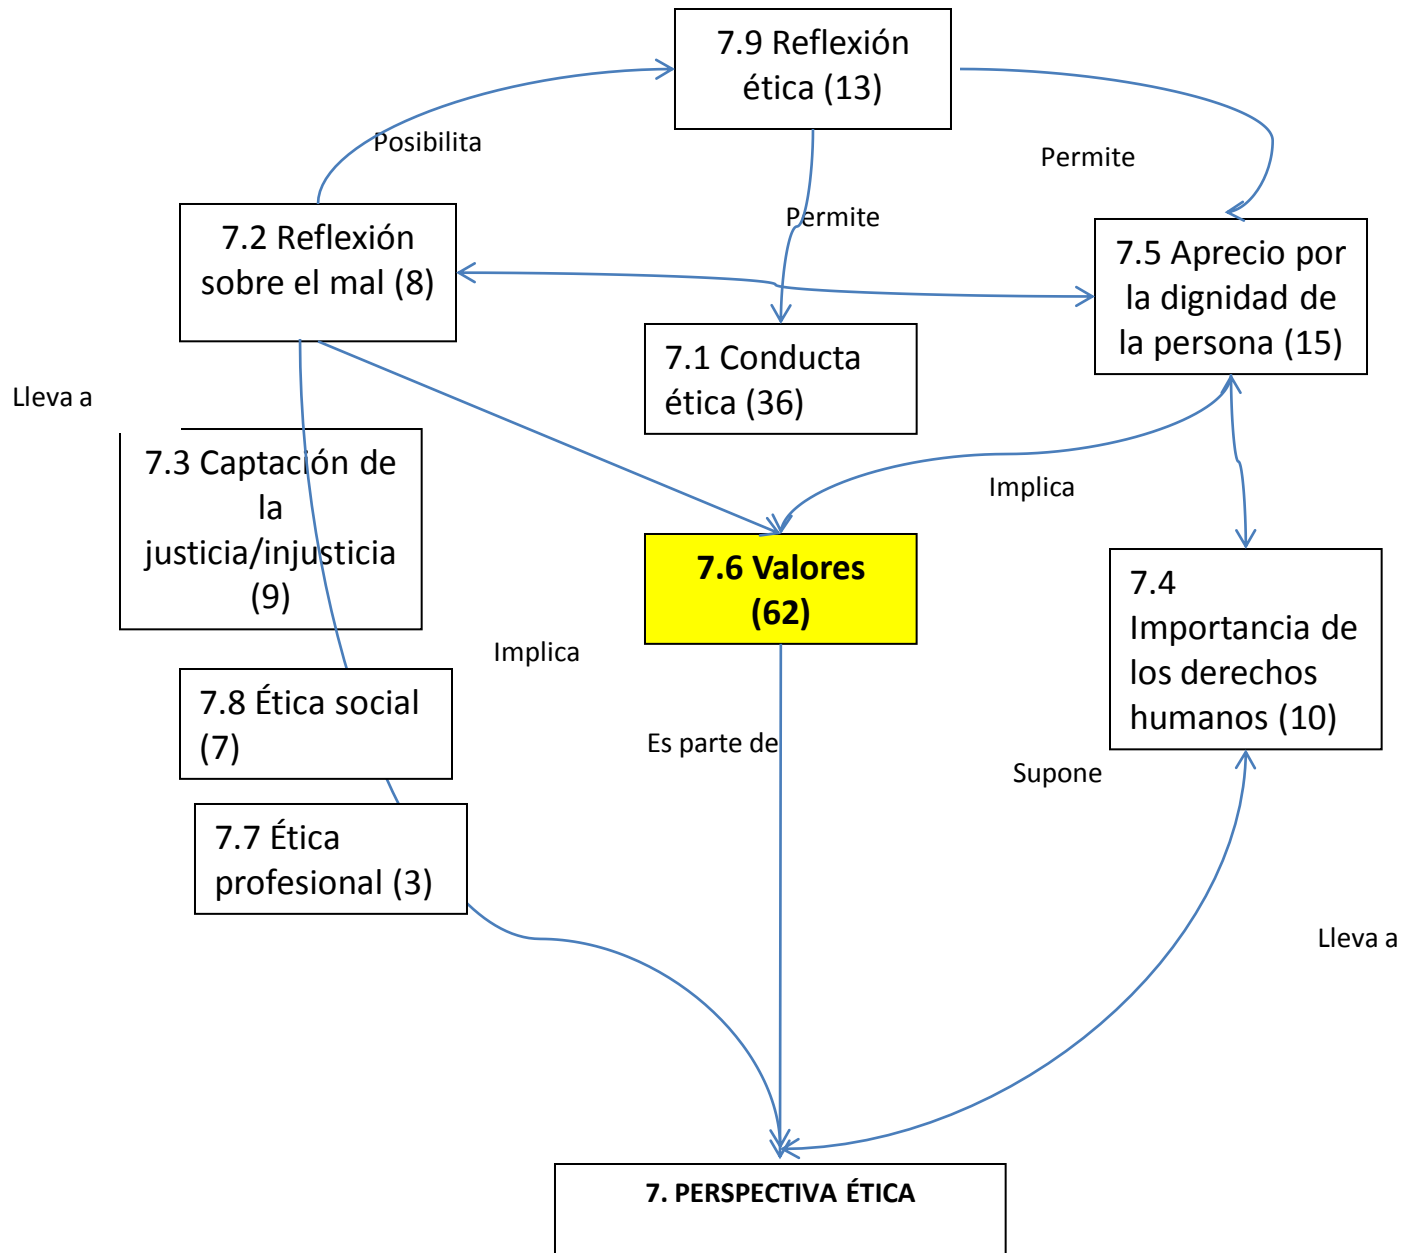 7.9 Reflexión
ética (13)
Posibilita
Permite
Permite
7.2 Reflexión
sobre el mal (8)
7.5 Aprecio por
la dignidad de
la persona (15)
7.1 Conducta
ética (36)
Lleva a
7.3 Captación de
la
justicia/injusticia
(9)
Implica
7.6 Valores
(62)
7.4
Importancia de
los derechos
humanos (10)
Implica
7.8 Ética social
(7)
Es parte de
Supone
7.7 Ética
profesional (3)
Lleva a
7. PERSPECTIVA ÉTICA